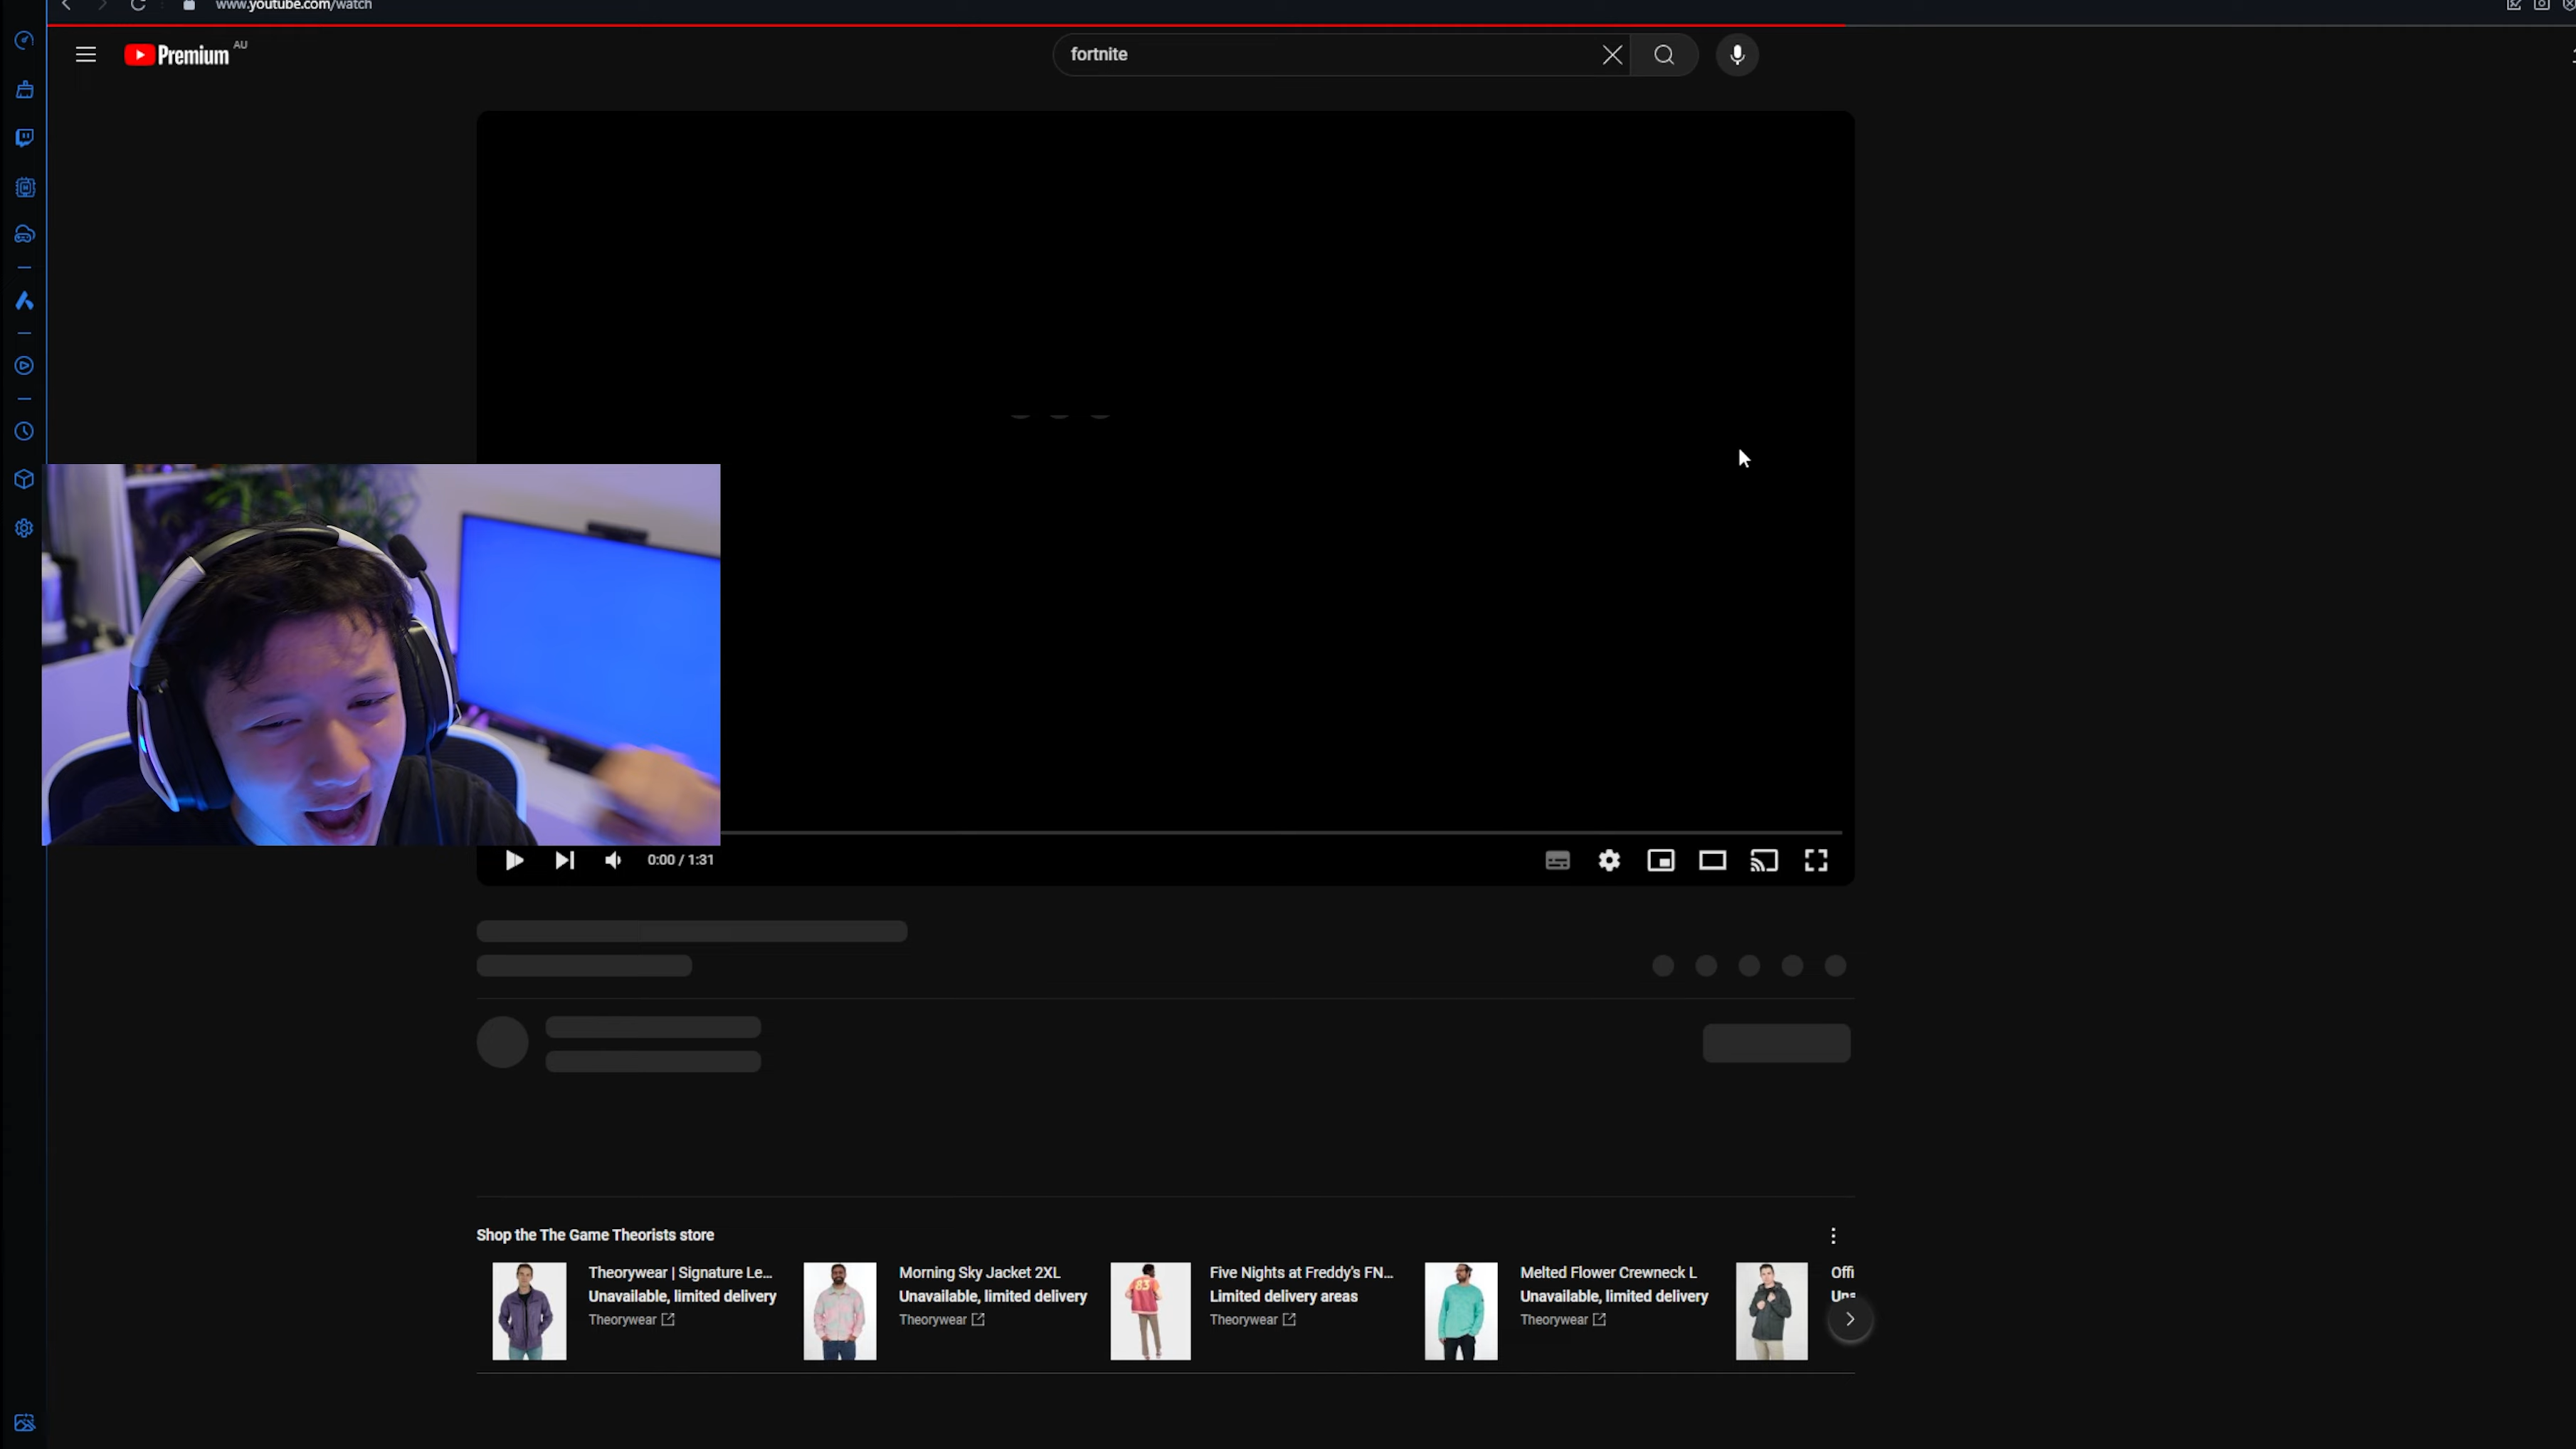 www.youtube.com/watch
Premium AU
fortnite
0:00 / 1:31
Shop the The Game Theorists store
Theorywear | Signature Le...
Unavailable, limited delivery
Theorywear
Morning Sky Jacket 2XL
Unavailable, limited delivery
Theorywear
Five Nights at Freddy's FN...
Limited delivery areas
Theorywear
83
Melted Flower Crewneck L
Unavailable, limited delivery
Theorywear
Offi